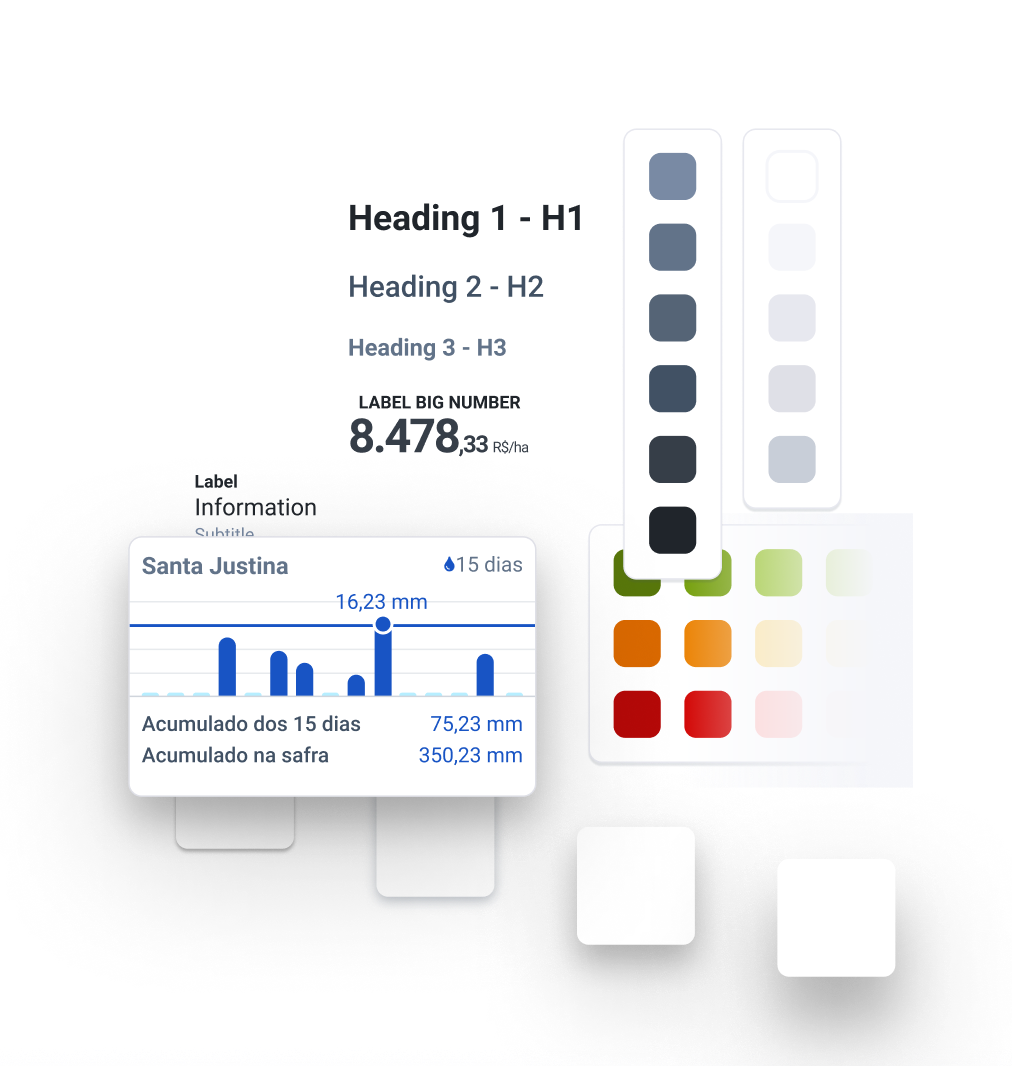 Heading 1 - H1
Heading 2 - H2
Heading 3 - H3
LABEL BIG NUMBER
8.478,33 R$/ha
Label
Information
Subtitle
Santa Justina 15 dias
16,23 mm
Acumulado dos 15 dias 75,23 mm
Acumulado na safra 350,23 mm